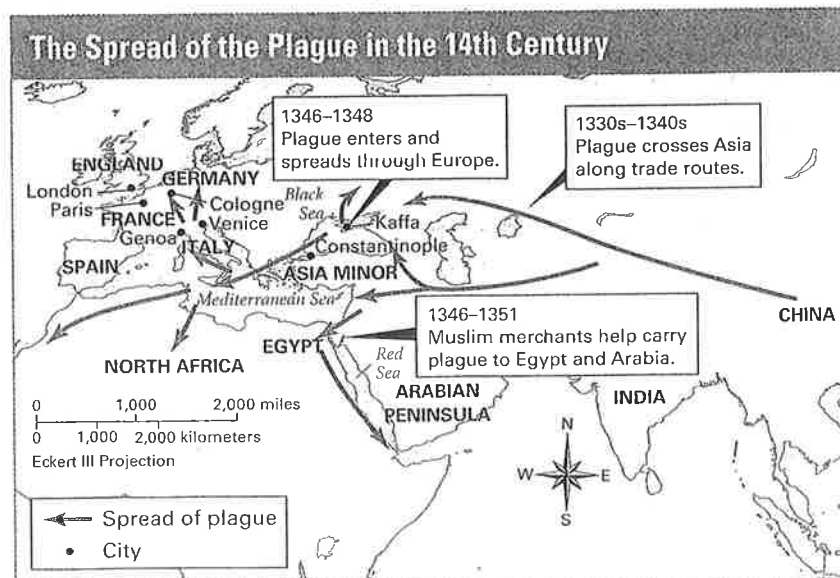 The Spread of the Plague in the 14th Century
1346–1348
Plague enters and
spreads through Europe.
1330s–1340s
Plague crosses Asia
along trade routes.
ENGLAND
London
Paris
GERMANY
Cologne
FRANCE
Venice
Genoa
ITALY
SPAIN
Black
Sea
Kaffa
Constantinople
ASIA MINOR
Mediterranean Sea
CHINA
1346–1351
Muslim merchants help carry
plague to Egypt and Arabia.
NORTH AFRICA
EGYPT
Red
Sea
ARABIAN
PENINSULA
INDIA
0 1,000 2,000 miles
0 1,000 2,000 kilometers
Eckert III Projection
N
W E
S
Spread of plague
City